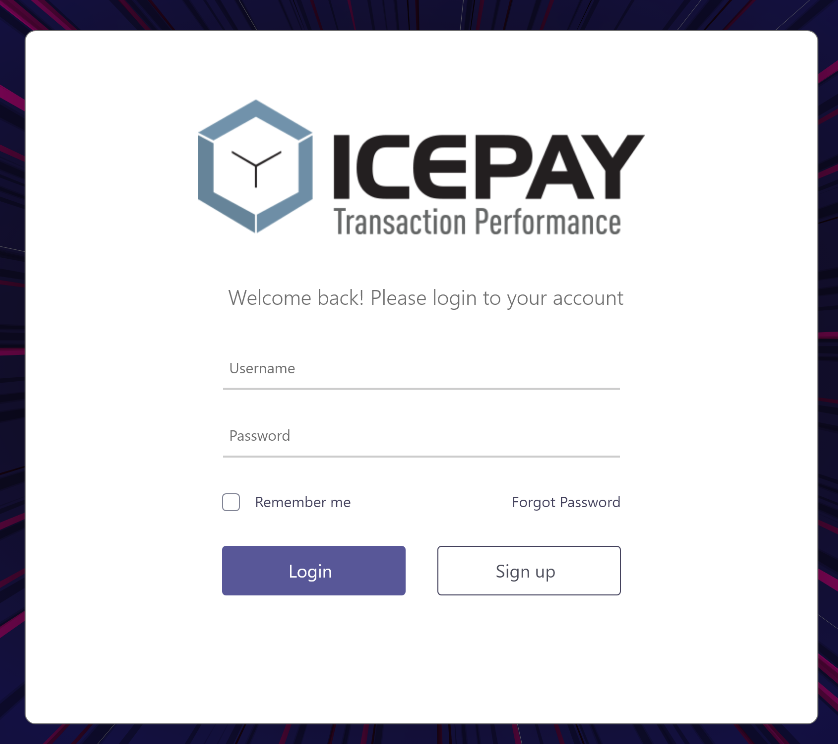 ICEPAY
Transaction Performance
Welcome back! Please login to your account
Username
Password
Remember me Forgot Password
Login Sign up